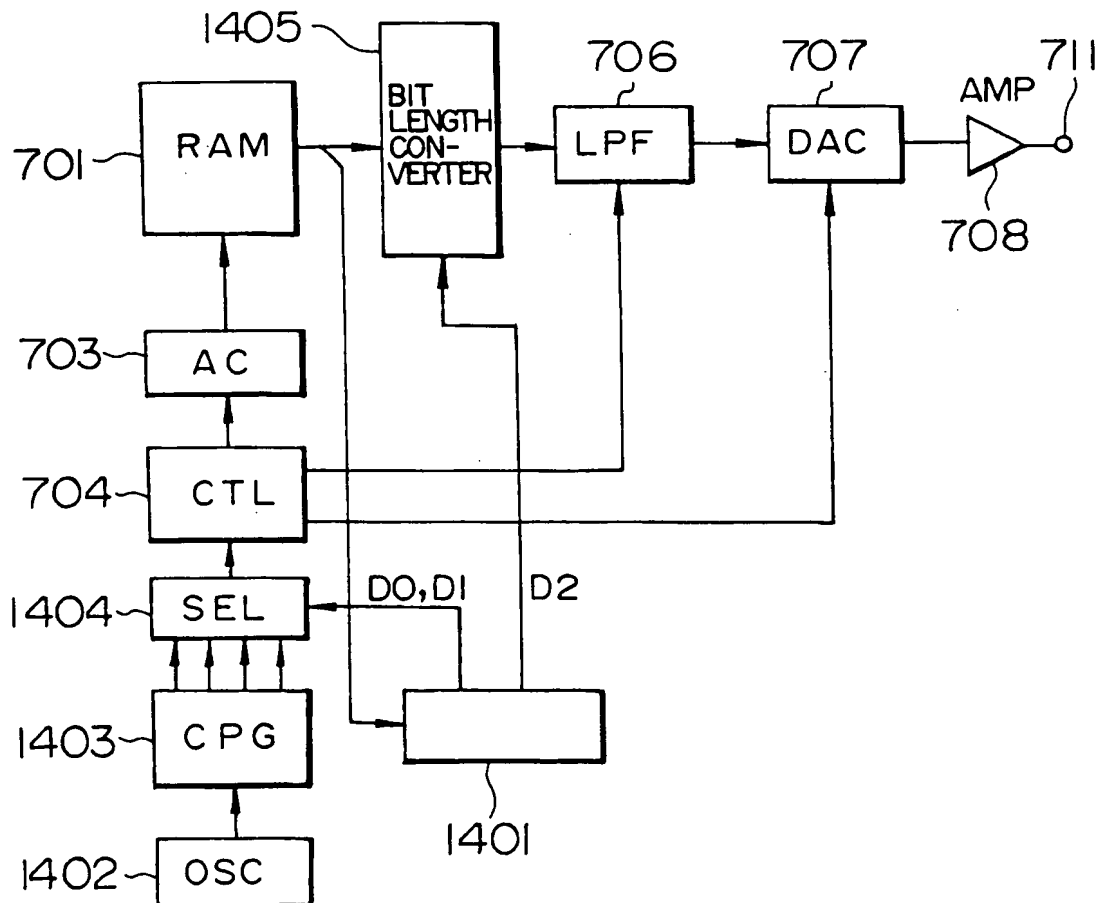 1405
706
707
711
AMP
BIT
LENGTH
CON-
VERTER
RAM
LPF
DAC
701
708
703
AC
704
CTL
D0, D1
D2
1404
SEL
1403
CPG
1401
1402
OSC